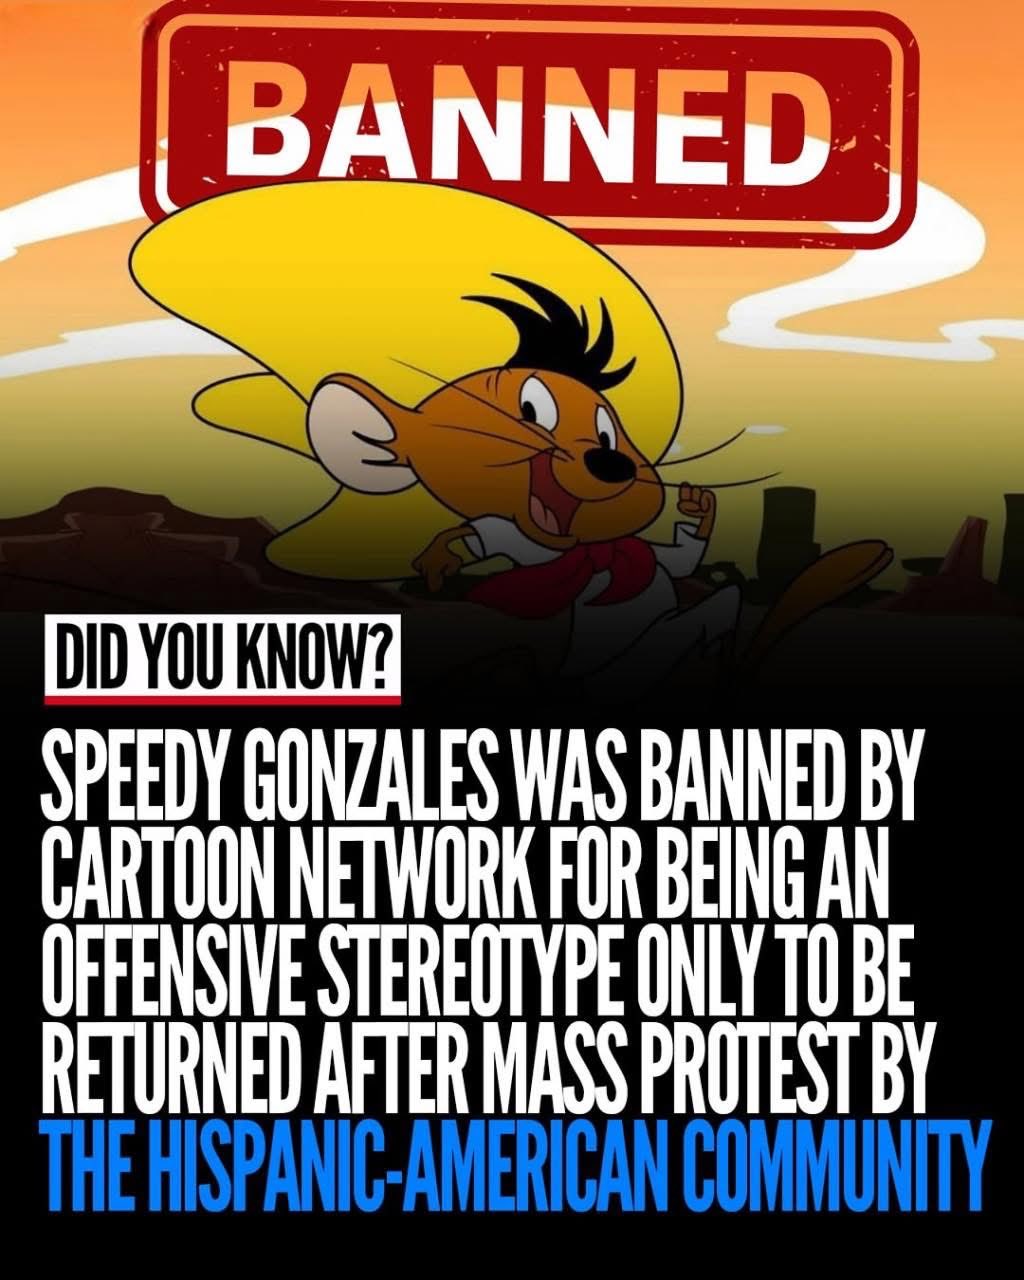 BANNED
DID YOU KNOW?
SPEEDY GONZALES WAS BANNED BY
CARTOON NETWORK FOR BEING AN
OFFENSIVE STEREOTYPE ONLY TO BE
RETURNED AFTER MASS PROTEST BY
THE HISPANIC-AMERICAN COMMUNITY